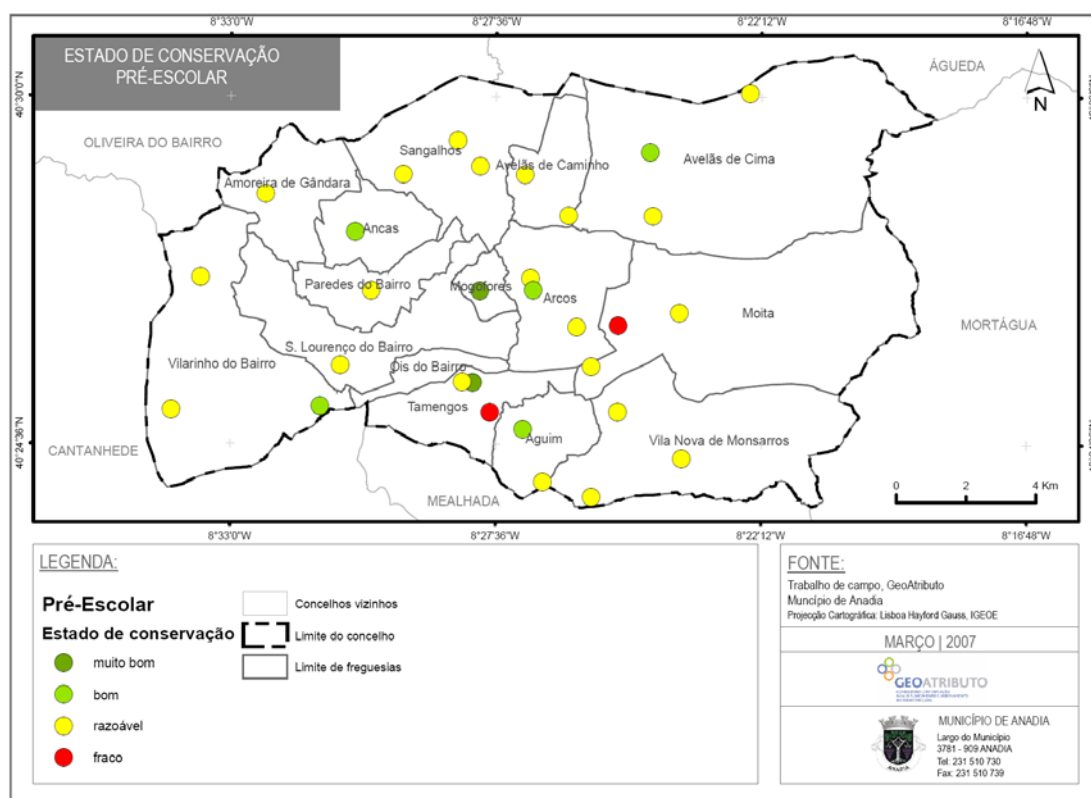 8°33'0"W
8°27'36"W
8°22'12"W
8°16'48"W
ESTADO DE CONSERVAÇÃO
PRÉ-ESCOLAR
ÁGUEDA
N
40°30'0"N
OLIVEIRA DO BAIRRO
Sangalhos
Avelãs de Caminho
Avelãs de Cima
Amoreira de Gândara
Ancas
Paredes do Bairro
Mogofores
Arcos
Moita
MORTÁGUA
S. Lourenço do Bairro
Vilarinho do Bairro
Óis do Bairro
Tamengos
Aguim
Vila Nova de Monsarros
CANTANHEDE
40°24'36"N
MEALHADA
0 2 4 Km
8°33'0"W
8°27'36"W
8°22'12"W
8°16'48"W
LEGENDA:
Pré-Escolar
Estado de conservação
muito bom
bom
razoável
fraco
Concelhos vizinhos
Limite do concelho
Limite de freguesias
FONTE:
Trabalho de campo, GeoAtributo
Muncípio de Anadia
Projecção Cartográfica: Lisboa Hayford Gauss, IGEOE
MARÇO | 2007
GEOATRIBUTO
MUNICÍPIO DE ANADIA
Largo do Município
3781 - 909 ANADIA
Tel: 231 510 730
Fax: 231 510 739